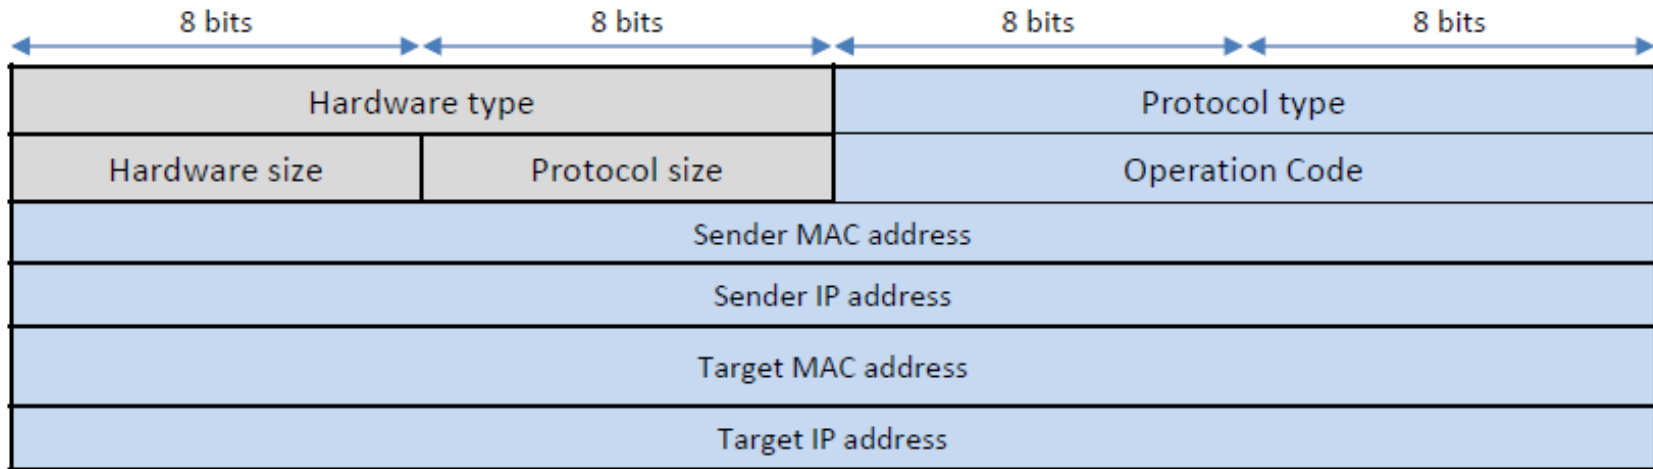 8 bits 8 bits 8 bits 8 bits
Hardware type Protocol type
Hardware size Protocol size Operation Code
Sender MAC address
Sender IP address
Target MAC address
Target IP address